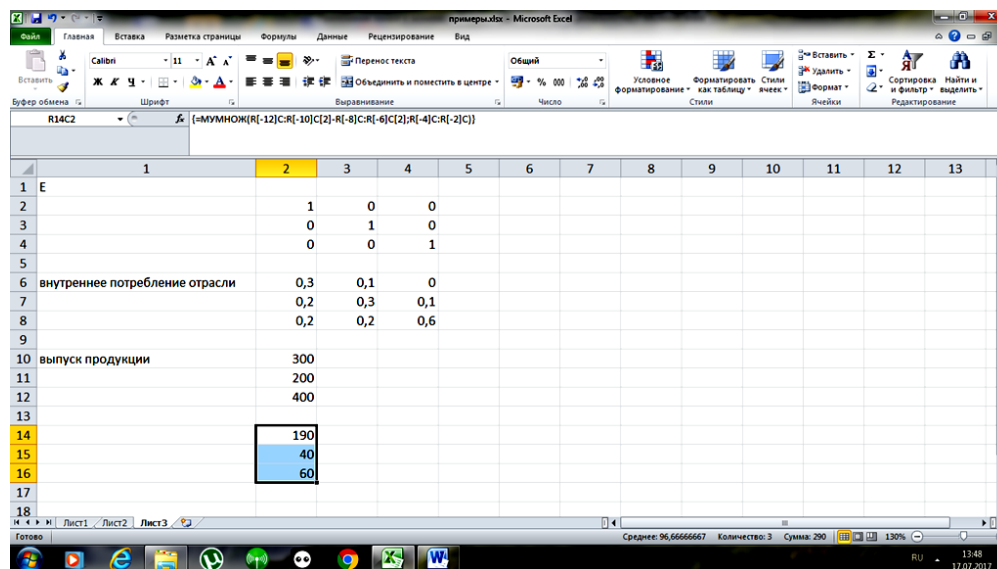 примеры.xlsx - Microsoft Excel
Файл Главная Вставка Разметка страницы Формулы Данные Рецензирование Вид
Вставить
Calibri 11
Ж К Ч
Перенос текста
Объединить и поместить в центре
Общий
% 000
Условное форматирование
Форматировать как таблицу
Стили ячеек
Вставить
Удалить
Формат
Сортировка и фильтр
Найти и выделить
Буфер обмена Шрифт Выравнивание Число Стили Ячейки Редактирование
R14C2 fx {=МУМНОЖ(R[-12]C:R[-10]C[2]-R[-8]C:R[-6]C[2];R[-4]C:R[-2]C)}
1 2 3 4 5 6 7 8 9 10 11 12 13
1 E
2 1 0 0
3 0 1 0
4 0 0 1
5
6 внутреннее потребление отрасли 0,3 0,1 0
7 0,2 0,3 0,1
8 0,2 0,2 0,6
9
10 выпуск продукции 300
11 200
12 400
13
14 190
15 40
16 60
17
18
Лист1 Лист2 Лист3
Готово Среднее: 96,66666667 Количество: 3 Сумма: 290 130%
RU 13:48
17.07.2017